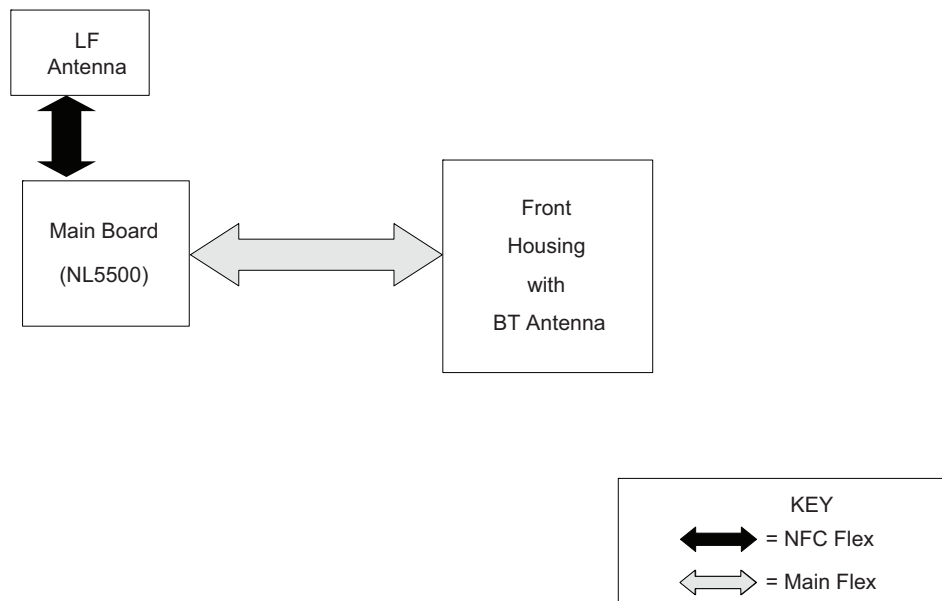 LF
Antenna
Main Board
(NL5500)
Front
Housing
with
BT Antenna
KEY
= NFC Flex
= Main Flex